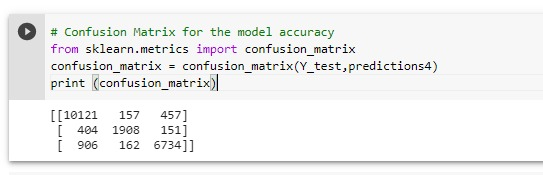 # Confusion Matrix for the model accuracy
from sklearn.metrics import confusion_matrix
confusion_matrix = confusion_matrix(Y_test,predictions4)
print (confusion_matrix)
[[10121   157   457]
 [  404  1908   151]
 [  906   162  6734]]